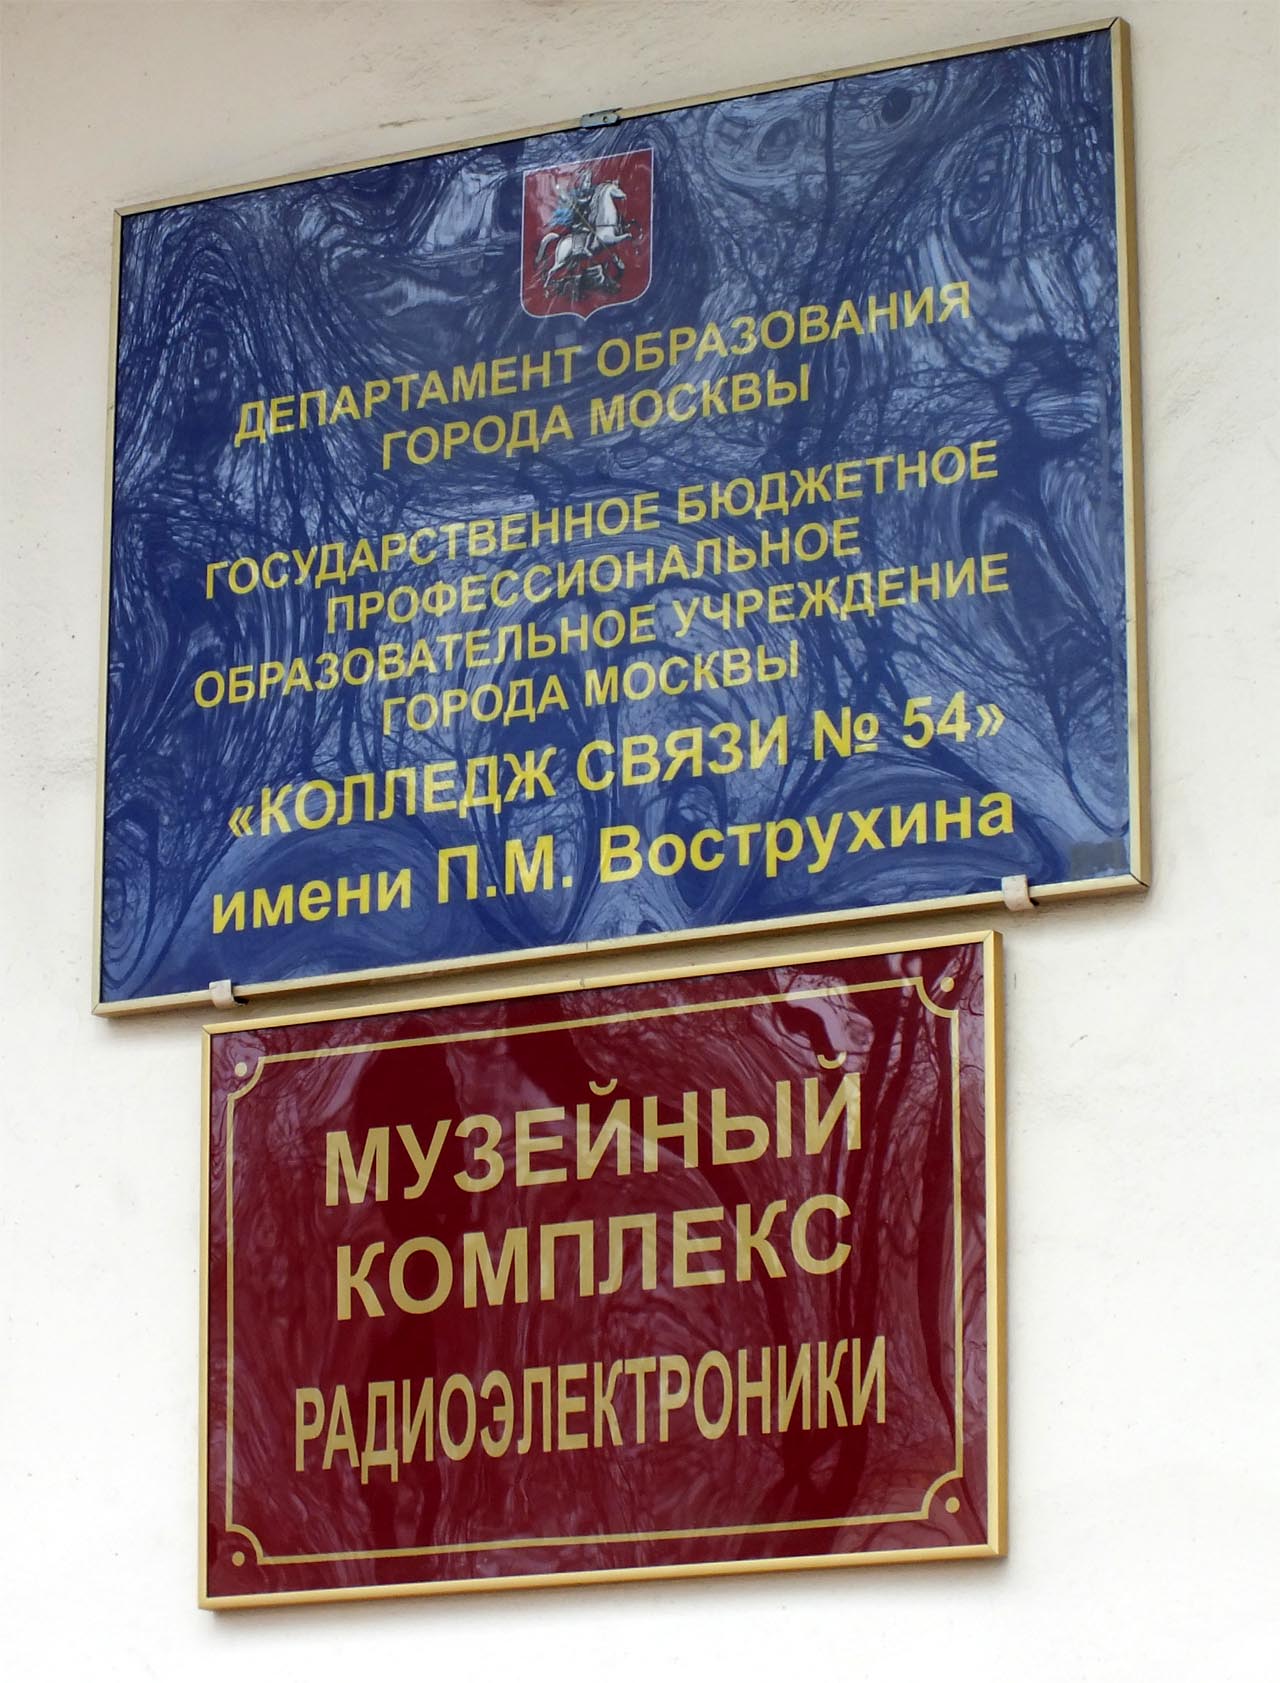 ДЕПАРТАМЕНТ ОБРАЗОВАНИЯ
ГОРОДА МОСКВЫ
ГОСУДАРСТВЕННОЕ БЮДЖЕТНОЕ
ПРОФЕССИОНАЛЬНОЕ
ОБРАЗОВАТЕЛЬНОЕ УЧРЕЖДЕНИЕ
ГОРОДА МОСКВЫ
«КОЛЛЕДЖ СВЯЗИ № 54»
имени П.М. Вострухина
МУЗЕЙНЫЙ
КОМПЛЕКС
РАДИОЭЛЕКТРОНИКИ